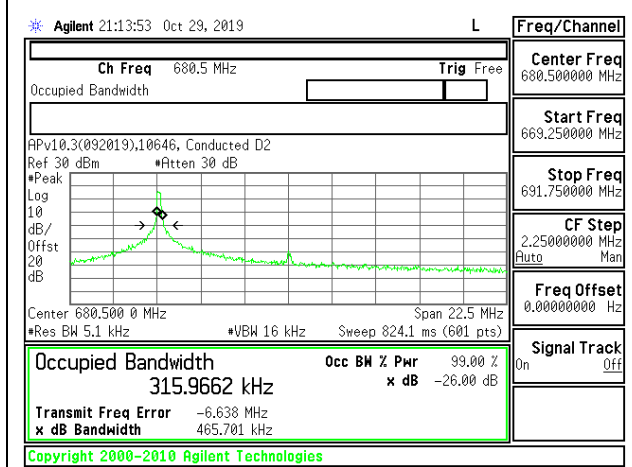 Agilent 21:13:53 Oct 29, 2019 L
Ch Freq 680.5 MHz Trig Free
Occupied Bandwidth
APv10.3(092019),10646, Conducted D2
Ref 30 dBm #Atten 30 dB
#Peak
Log
10
dB/
Offst
20
dB
Center 680.500 0 MHz Span 22.5 MHz
#Res BW 5.1 kHz #VBW 16 kHz Sweep 824.1 ms (601 pts)
Occupied Bandwidth Occ BW % Pwr 99.00 %
315.9662 kHz x dB -26.00 dB
Transmit Freq Error -6.638 MHz
x dB Bandwidth 465.701 kHz
Copyright 2000-2010 Agilent Technologies
Freq/Channel
Center Freq
680.500000 MHz
Start Freq
669.250000 MHz
Stop Freq
691.750000 MHz
CF Step
2.25000000 MHz
Auto Man
Freq Offset
0.00000000 Hz
Signal Track
On Off